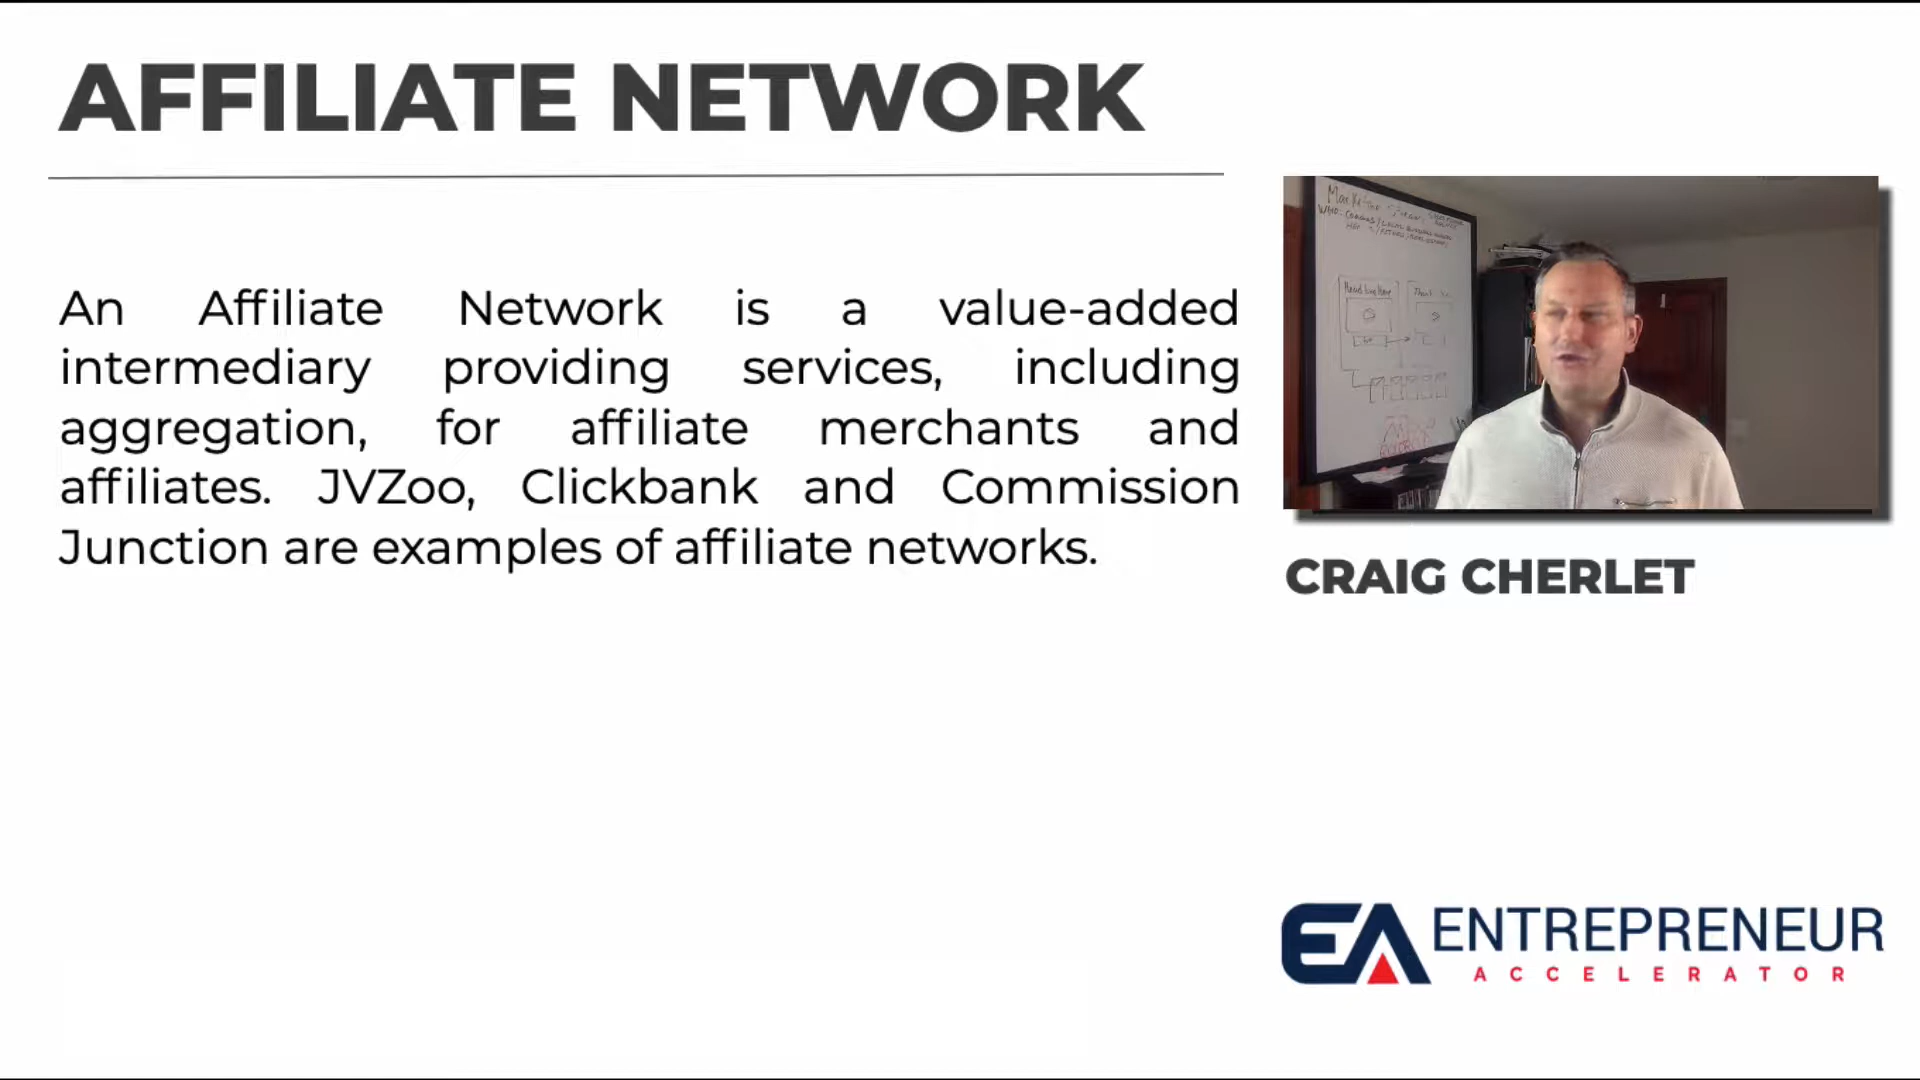 AFFILIATE NETWORK
An Affiliate Network is a value-added
intermediary providing services, including
aggregation, for affiliate merchants and
affiliates. JVZoo, Clickbank and Commission
Junction are examples of affiliate networks.
CRAIG CHERLET
EA ENTREPRENEUR
ACCELERATOR